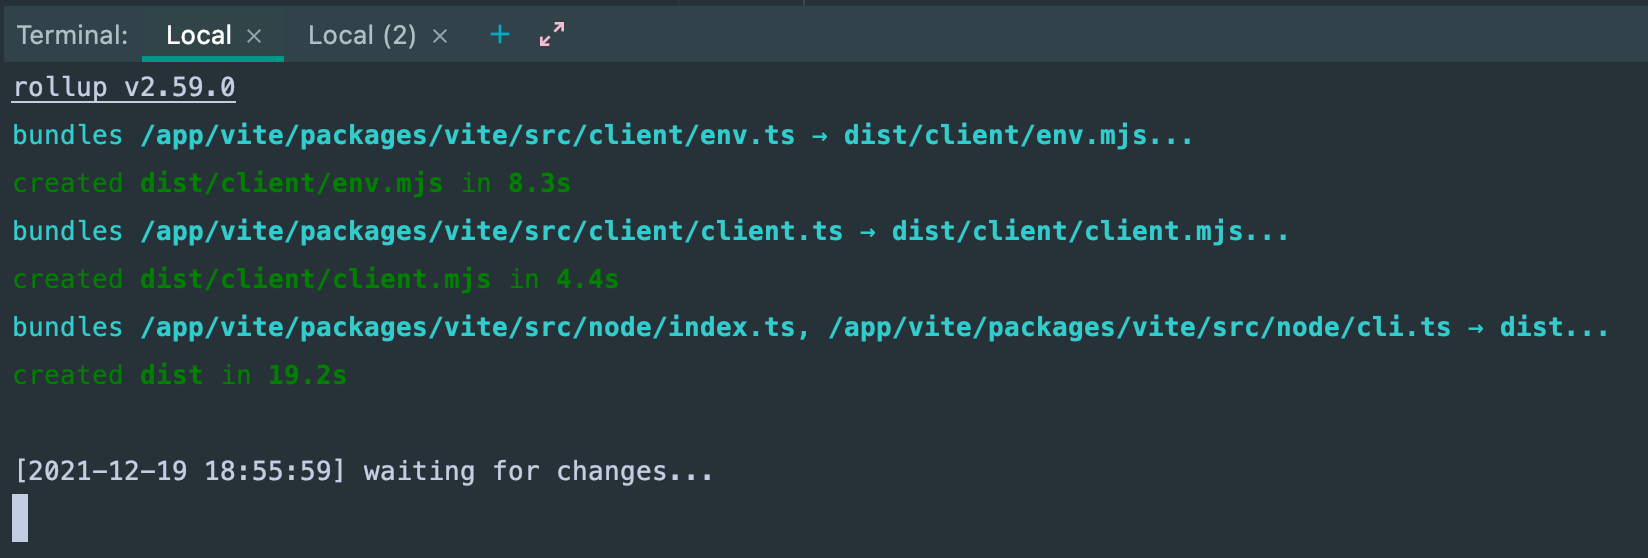 Terminal: Local × Local (2) × +
rollup v2.59.0
bundles /app/vite/packages/vite/src/client/env.ts → dist/client/env.mjs...
created dist/client/env.mjs in 8.3s
bundles /app/vite/packages/vite/src/client/client.ts → dist/client/client.mjs...
created dist/client/client.mjs in 4.4s
bundles /app/vite/packages/vite/src/node/index.ts, /app/vite/packages/vite/src/node/cli.ts → dist...
created dist in 19.2s
[2021-12-19 18:55:59] waiting for changes...